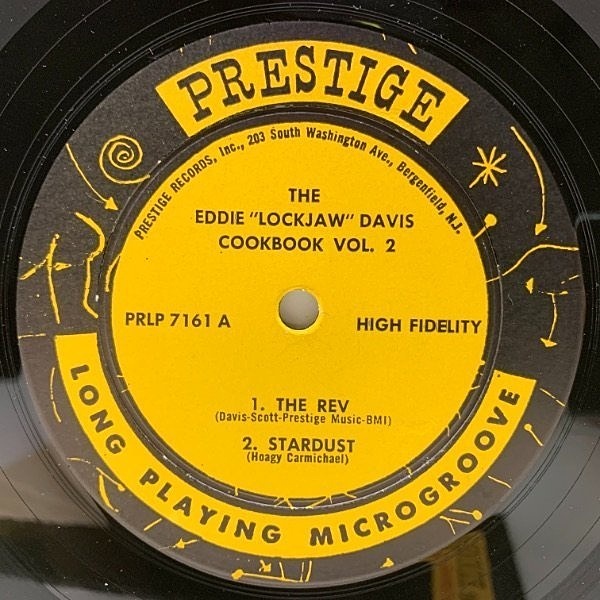 PRESTIGE
PRESTIGE RECORDS, Inc., 203 South Washington Ave., Bergenfield, N.J.
THE
EDDIE "LOCKJAW" DAVIS
COOKBOOK VOL. 2
PRLP 7161 A
HIGH FIDELITY
1. THE REV
(Davis-Scott-Prestige Music-BMI)
2. STARDUST
(Hoagy Carmichael)
LONG PLAYING MICROGROOVE